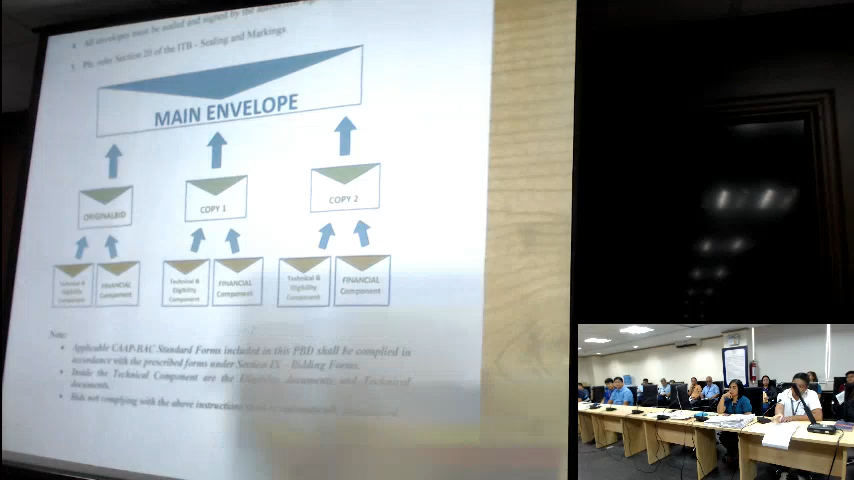 All envelopes must be sealed and signed by the
5. Pls. refer Section 20 of the ITB - Sealing and Markings
MAIN ENVELOPE
ORIGINALBID
COPY 1
COPY 2
Technical &
Eligibility
Component
FINANCIAL
Component
Technical &
Eligibility
Component
FINANCIAL
Component
Technical &
Eligibility
Component
FINANCIAL
Component
Note:
• Applicable CAAP-BAC Standard Forms included in this PBD shall be complied in
accordance with the prescribed forms under Section IX - Bidding Forms.
• Inside the Technical Component are the Eligibility documents and Technical
documents.
• Bids not complying with the above instructions